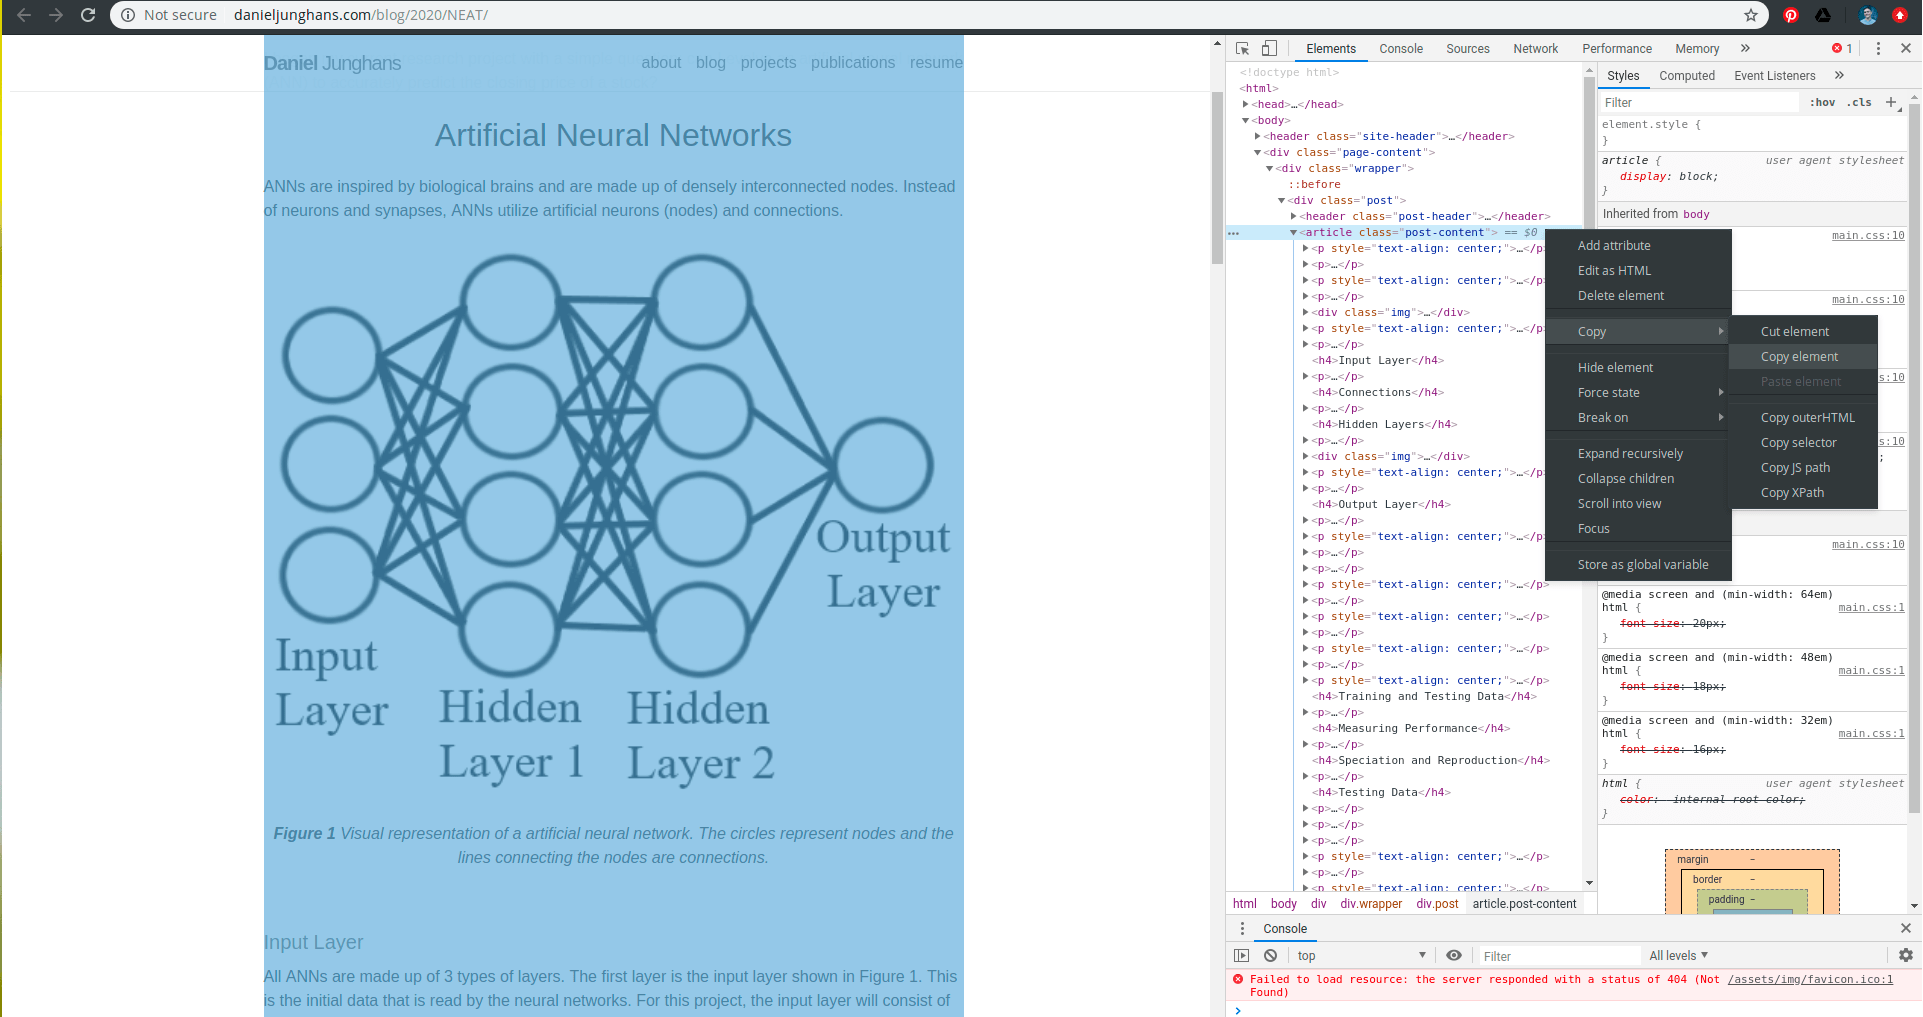 Not secure danieljunghans.com/blog/2020/NEAT/
Daniel Junghans about blog projects publications resume
Artificial Neural Networks
ANNs are inspired by biological brains and are made up of densely interconnected nodes. Instead
of neurons and synapses, ANNs utilize artificial neurons (nodes) and connections.
Output
Layer
Input
Layer
Hidden
Layer 1
Hidden
Layer 2
Figure 1 Visual representation of a artificial neural network. The circles represent nodes and the
lines connecting the nodes are connections.
Input Layer
All ANNs are made up of 3 types of layers. The first layer is the input layer shown in Figure 1. This
is the initial data that is read by the neural networks. For this project, the input layer will consist of
Elements Console Sources Network Performance Memory » 1
<!doctype html>
<html>
<head>…</head>
<body>
<header class="site-header">…</header>
<div class="page-content">
<div class="wrapper">
::before
<div class="post">
<header class="post-header">…</header>
<article class="post-content"> == $0
<p style="text-align: center;">…</p>
<p>…</p>
<p style="text-align: center;">…</p>
<p>…</p>
<div class="img">…</div>
<p style="text-align: center;">…</p>
<p>…</p>
<h4>Input Layer</h4>
<p>…</p>
<h4>Connections</h4>
<p>…</p>
<h4>Hidden Layers</h4>
<p>…</p>
<div class="img">…</div>
<p style="text-align: center;">…</p>
<p>…</p>
<h4>Output Layer</h4>
<p>…</p>
<p style="text-align: center;">…</p>
<p>…</p>
<p>…</p>
<p style="text-align: center;">…</p>
<p>…</p>
<p style="text-align: center;">…</p>
<p>…</p>
<p style="text-align: center;">…</p>
<p>…</p>
<p style="text-align: center;">…</p>
<h4>Training and Testing Data</h4>
<p>…</p>
<h4>Measuring Performance</h4>
<p>…</p>
<h4>Speciation and Reproduction</h4>
<p>…</p>
<h4>Testing Data</h4>
<p>…</p>
<p>…</p>
<p>…</p>
<p style="text-align: center;">…</p>
<p>…</p>
<p style="text-align: center;">…</p>
html body div div.wrapper div.post article.post-content
Add attribute
Edit as HTML
Delete element
Copy
Hide element
Force state
Break on
Expand recursively
Collapse children
Scroll into view
Focus
Store as global variable
Cut element
Copy element
Paste element
Copy outerHTML
Copy selector
Copy JS path
Copy XPath
Styles Computed Event Listeners »
Filter :hov .cls +
element.style {
}
article { user agent stylesheet
display: block;
}
Inherited from body
main.css:10
main.css:10
s:10
s:10
;
main.css:10
@media screen and (min-width: 64em)
html { main.css:1
font-size: 20px;
}
@media screen and (min-width: 48em)
html { main.css:1
font-size: 18px;
}
@media screen and (min-width: 32em)
html { main.css:1
font-size: 16px;
}
html { user agent stylesheet
color: -internal-root-color;
}
margin -
border -
padding -
Console
top Filter All levels
Failed to load resource: the server responded with a status of 404 (Not /assets/img/favicon.ico:1
Found)